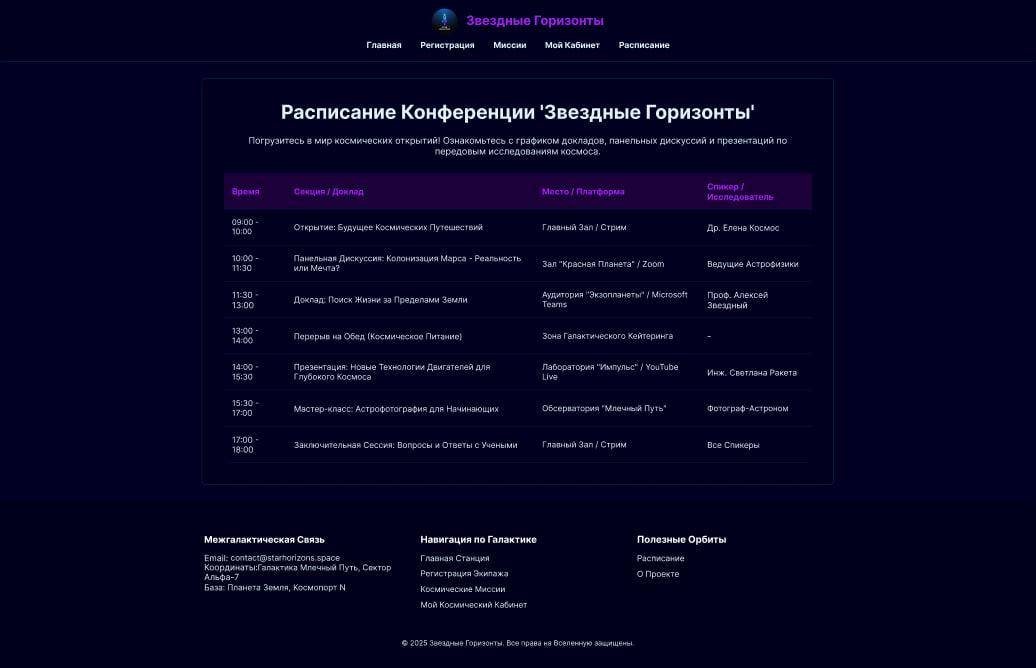 Звездные Горизонты
Главная Регистрация Миссии Мой Кабинет Расписание
Расписание Конференции 'Звездные Горизонты'
Погрузитесь в мир космических открытий! Ознакомьтесь с графиком докладов, панельных дискуссий и презентаций по
передовым исследованиям космоса.
Время Секция / Доклад Место / Платформа Спикер /
Исследователь
09:00 -
10:00
Открытие: Будущее Космических Путешествий
Главный Зал / Стрим
Др. Елена Космос
10:00 -
11:30
Панельная Дискуссия: Колонизация Марса - Реальность
или Мечта?
Зал "Красная Планета" / Zoom
Ведущие Астрофизики
11:30 -
13:00
Доклад: Поиск Жизни за Пределами Земли
Аудитория "Экзопланеты" / Microsoft
Teams
Проф. Алексей
Звездный
13:00 -
14:00
Перерыв на Обед (Космическое Питание)
Зона Галактического Кейтеринга
-
14:00 -
15:30
Презентация: Новые Технологии Двигателей для
Глубокого Космоса
Лаборатория "Импульс" / YouTube
Live
Инж. Светлана Ракета
15:30 -
17:00
Мастер-класс: Астрофотография для Начинающих
Обсерватория "Млечный Путь"
Фотограф-Астроном
17:00 -
18:00
Заключительная Сессия: Вопросы и Ответы с Учеными
Главный Зал / Стрим
Все Спикеры
Межгалактическая Связь
Email: contact@starhorizons.space
Координаты:Галактика Млечный Путь, Сектор
Альфа-7
База: Планета Земля, Космопорт N
Навигация по Галактике
Главная Станция
Регистрация Экипажа
Космические Миссии
Мой Космический Кабинет
Полезные Орбиты
Расписание
О Проекте
© 2025 Звездные Горизонты. Все права на Вселенную защищены.